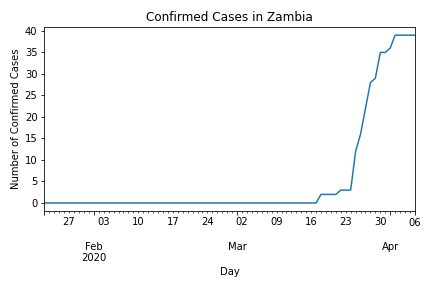 Confirmed Cases in Zambia
Number of Confirmed Cases
40
35
30
25
20
15
10
5
0
27 03 10 17 24 02 09 16 23 30 06
Feb Mar Apr
2020
Day